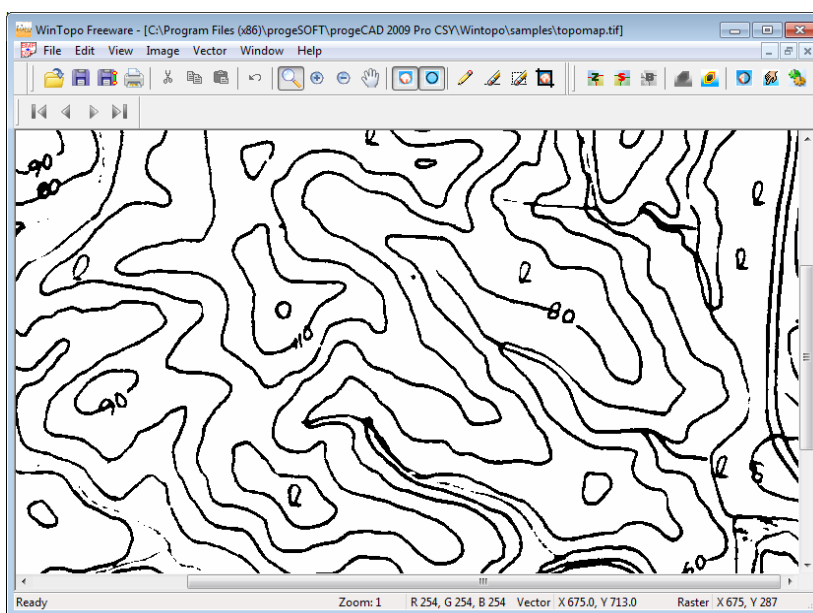 WinTopo Freeware - [C:\Program Files (x86)\progeSOFT\progeCAD 2009 Pro CSY\Wintopo\samples\topomap.tif]
File Edit View Image Vector Window Help
90
80
R
R
R
R
80
110
90
R
R
Ready Zoom: 1 R 254, G 254, B 254 Vector X 675.0, Y 713.0 Raster X 675, Y 287